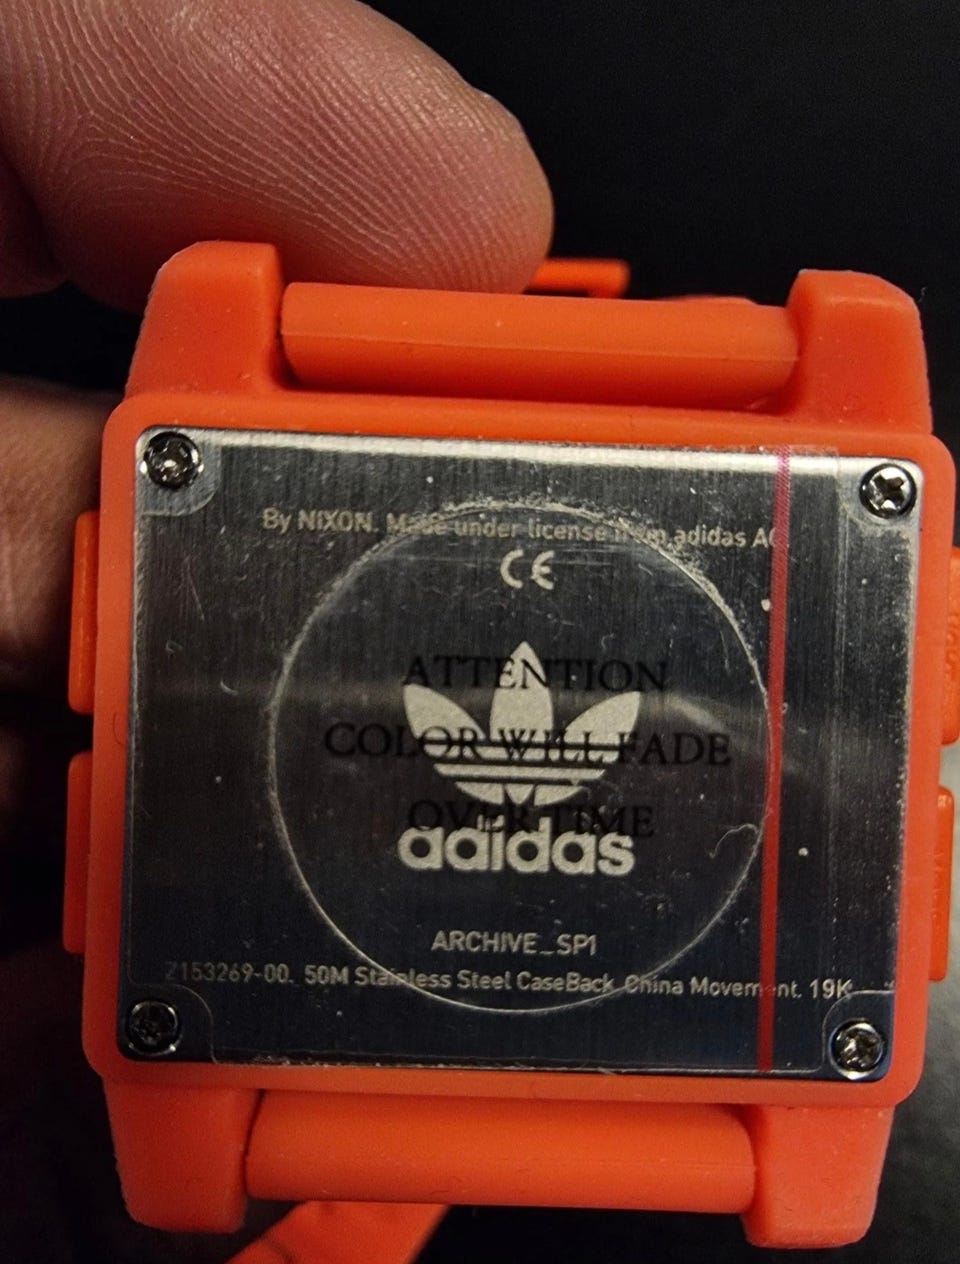 By NIXON. Made under license from adidas AG
CE
ATTENTION
COLOR WILL FADE
OVER TIME
adidas
ARCHIVE_SP1
Z153269-00. 50M Stainless Steel CaseBack. China Movement. 19K